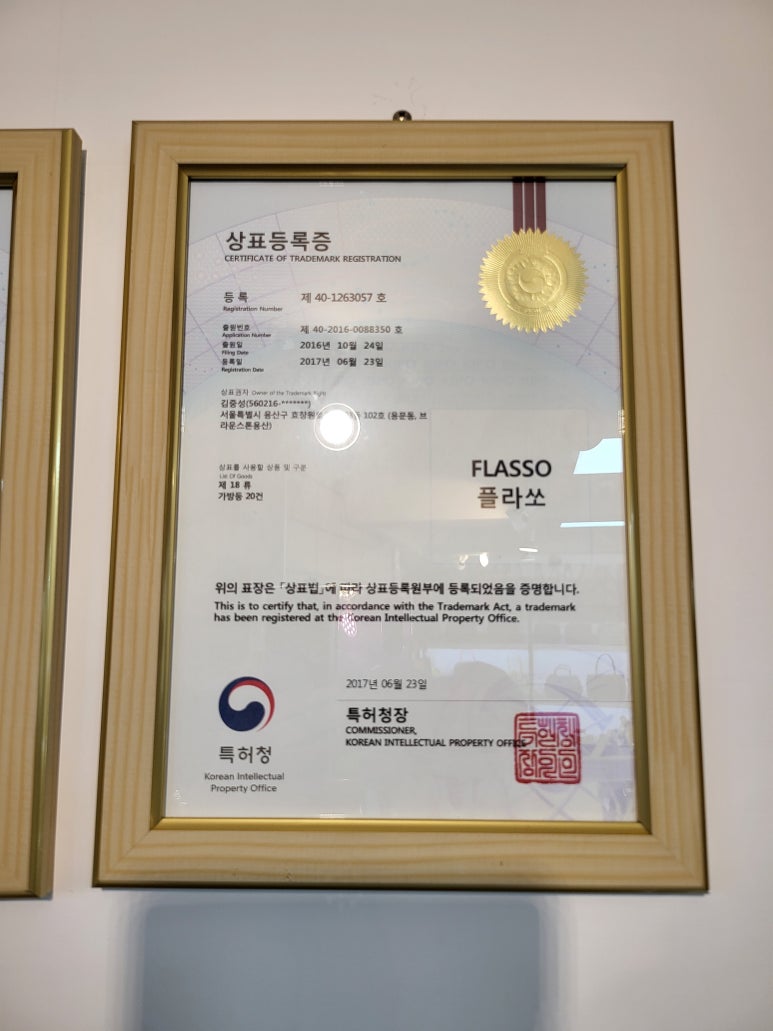 상표등록증
CERTIFICATE OF TRADEMARK REGISTRATION
등 록 제 40-1263057 호
Registration Number
출원번호 제 40-2016-0088350 호
Application Number
출원일 2016년 10월 24일
Filing Date
등록일 2017년 06월 23일
Registration Date
상표권자 Owner of the Trademark Right
김중성(560216-*******)
서울특별시 용산구 102호 (용문동, 브
라운스톤용산)
상표를 사용할 상품 및 구분
List Of Goods
제 18 류
가방등 20건
FLASSO
플라쏘
위의 표장은 「상표법」에 따라 상표등록원부에 등록되었음을 증명합니다.
This is to certify that, in accordance with the Trademark Act, a trademark
has been registered at the Korean Intellectual Property Office.
2017년 06월 23일
특허청장
COMMISSIONER,
KOREAN INTELLECTUAL PROPERTY OFFICE
특허청
Korean Intellectual
Property Office